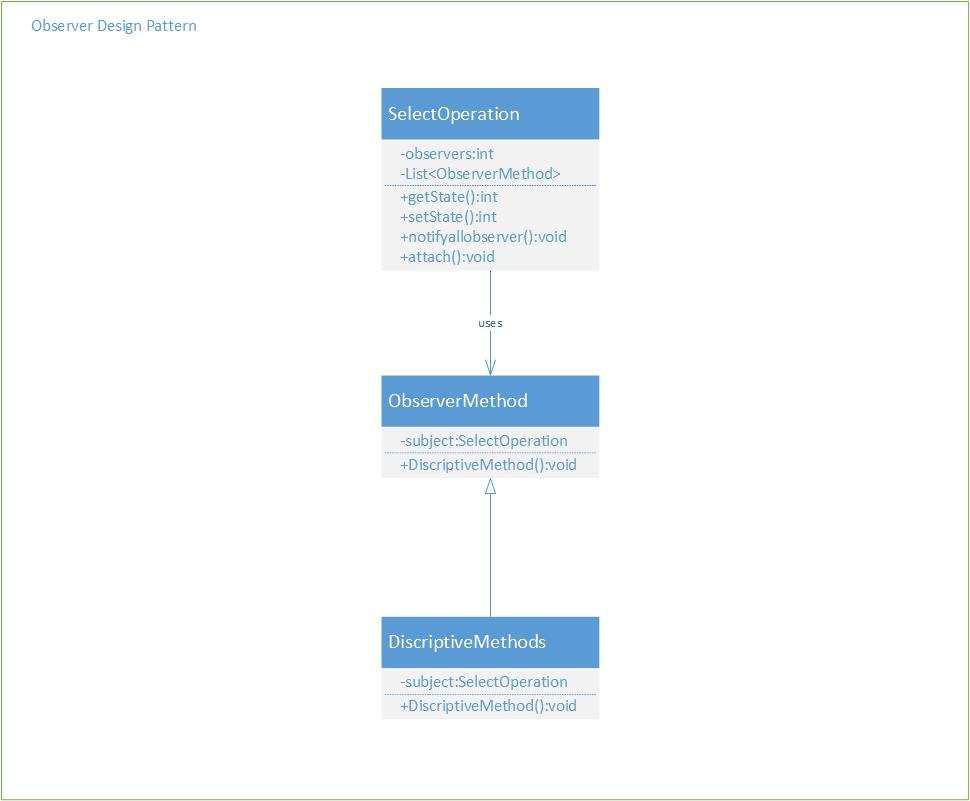 Observer Design Pattern
SelectOperation
-observers:int
-List<ObserverMethod>
+getState():int
+setState():int
+notifyallobserver():void
+attach():void
uses
ObserverMethod
-subject:SelectOperation
+DiscriptiveMethod():void
DiscriptiveMethods
-subject:SelectOperation
+DiscriptiveMethod():void